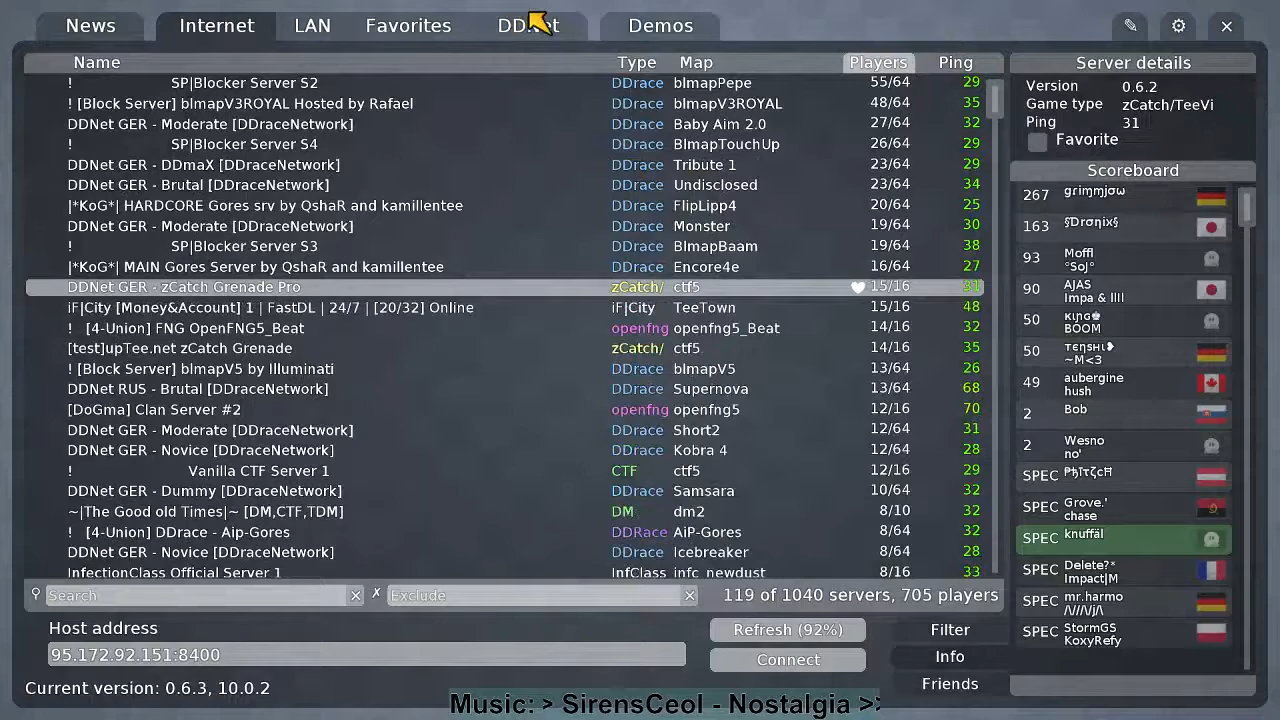 News Internet LAN Favorites DDNet Demos
Name Type Map Players Ping
! SP|Blocker Server S2 DDrace blmapPepe 55/64 29
! [Block Server] blmapV3ROYAL Hosted by Rafael DDrace blmapV3ROYAL 48/64 35
DDNet GER - Moderate [DDraceNetwork] DDrace Baby Aim 2.0 27/64 32
! SP|Blocker Server S4 DDrace BlmapTouchUp 26/64 29
DDNet GER - DDmaX [DDraceNetwork] DDrace Tribute 1 23/64 29
DDNet GER - Brutal [DDraceNetwork] DDrace Undisclosed 23/64 34
|*KoG*| HARDCORE Gores srv by QshaR and kamillentee DDrace FlipLipp4 20/64 25
DDNet GER - Moderate [DDraceNetwork] DDrace Monster 19/64 30
! SP|Blocker Server S3 DDrace BlmapBaam 19/64 38
|*KoG*| MAIN Gores Server by QshaR and kamillentee DDrace Encore4e 16/64 27
DDNet GER - zCatch Grenade Pro zCatch/ ctf5 15/16 31
iF|City [Money&Account] 1 | FastDL | 24/7 | [20/32] Online iF|City TeeTown 15/16 48
! [4-Union] FNG OpenFNG5_Beat openfng openfng5_Beat 14/16 32
[test]upTee.net zCatch Grenade zCatch/ ctf5 14/16 35
! [Block Server] blmapV5 by Illuminati DDrace blmapV5 13/64 26
DDNet RUS - Brutal [DDraceNetwork] DDrace Supernova 13/64 68
[DoGma] Clan Server #2 openfng openfng5 12/16 70
DDNet GER - Moderate [DDraceNetwork] DDrace Short2 12/64 31
DDNet GER - Novice [DDraceNetwork] DDrace Kobra 4 12/64 28
! Vanilla CTF Server 1 CTF ctf5 12/16 29
DDNet GER - Dummy [DDraceNetwork] DDrace Samsara 10/64 32
~|The Good old Times|~ [DM,CTF,TDM] DM dm2 8/10 32
! [4-Union] DDrace - Aip-Gores DDRace AiP-Gores 8/64 32
DDNet GER - Novice [DDraceNetwork] DDrace Icebreaker 8/64 28
InfectionClass Official Server 1 InfClass infc_newdust 8/16 33
Search Exclude 119 of 1040 servers, 705 players
Host address
95.172.92.151:8400
Refresh (92%)
Connect
Current version: 0.6.3, 10.0.2
Filter
Info
Friends
Music: > SirensCeol - Nostalgia >
Server details
Version 0.6.2
Game type zCatch/TeeVi
Ping 31
Favorite
Scoreboard
267
163
93 Moffl
°SoJ°
90 AJAS
Impa & llll
50
BOOM
50
~M<3
49 aubergine
hush
2 Bob
2 Wesno
no'
SPEC
SPEC Grove.'
chase
SPEC knuffäl
SPEC Delete?*
Impact|M
SPEC mr.harmo
SPEC StormGS
KoxyRefy